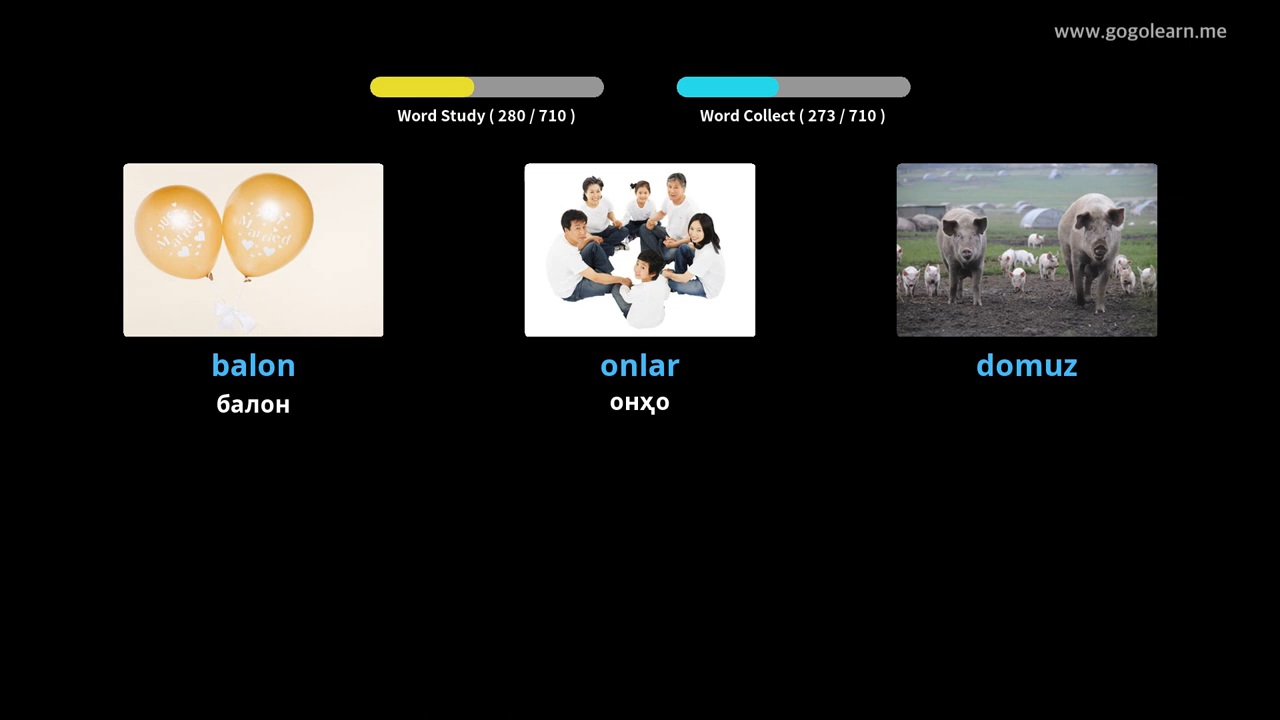 www.gogolearn.me
Word Study ( 280 / 710 )
Word Collect ( 273 / 710 )
balon
onlar
domuz
балон
онҳо